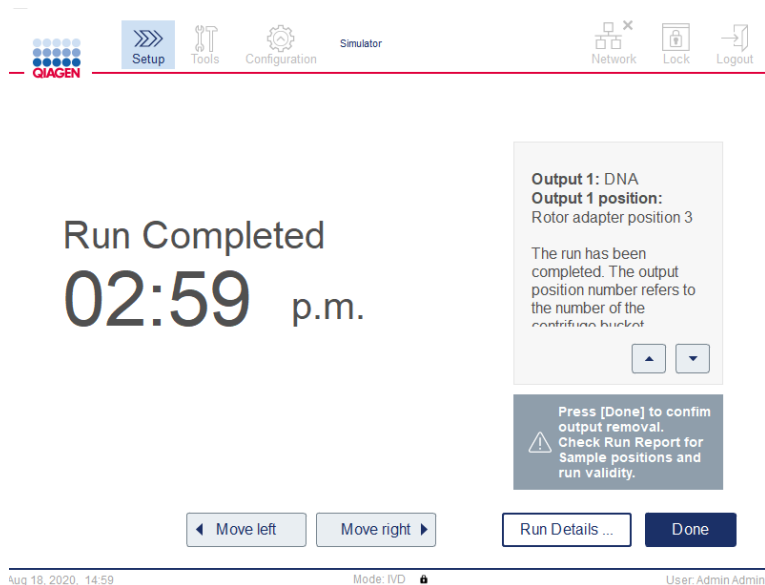 Setup
Tools
Configuration
Simulator
Network
Lock
Logout
QIAGEN
Output 1: DNA
Output 1 position:
Rotor adapter position 3
The run has been
completed. The output
position number refers to
the number of the
centrifuge bucket
Run Completed
02:59 p.m.
Press [Done] to confim
output removal.
Check Run Report for
Sample positions and
run validity.
Move left
Move right
Run Details ...
Done
Aug 18, 2020, 14:59
Mode: IVD
User: Admin Admin